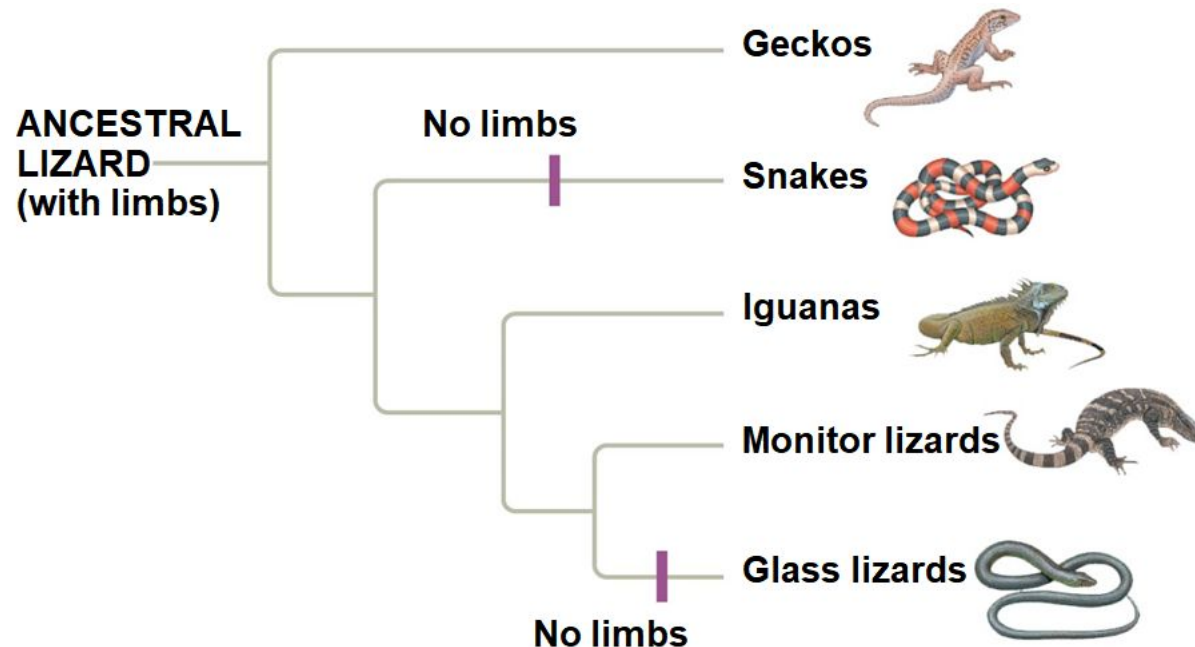 Geckos
ANCESTRAL
LIZARD
(with limbs)
No limbs
Snakes
Iguanas
Monitor lizards
Glass lizards
No limbs